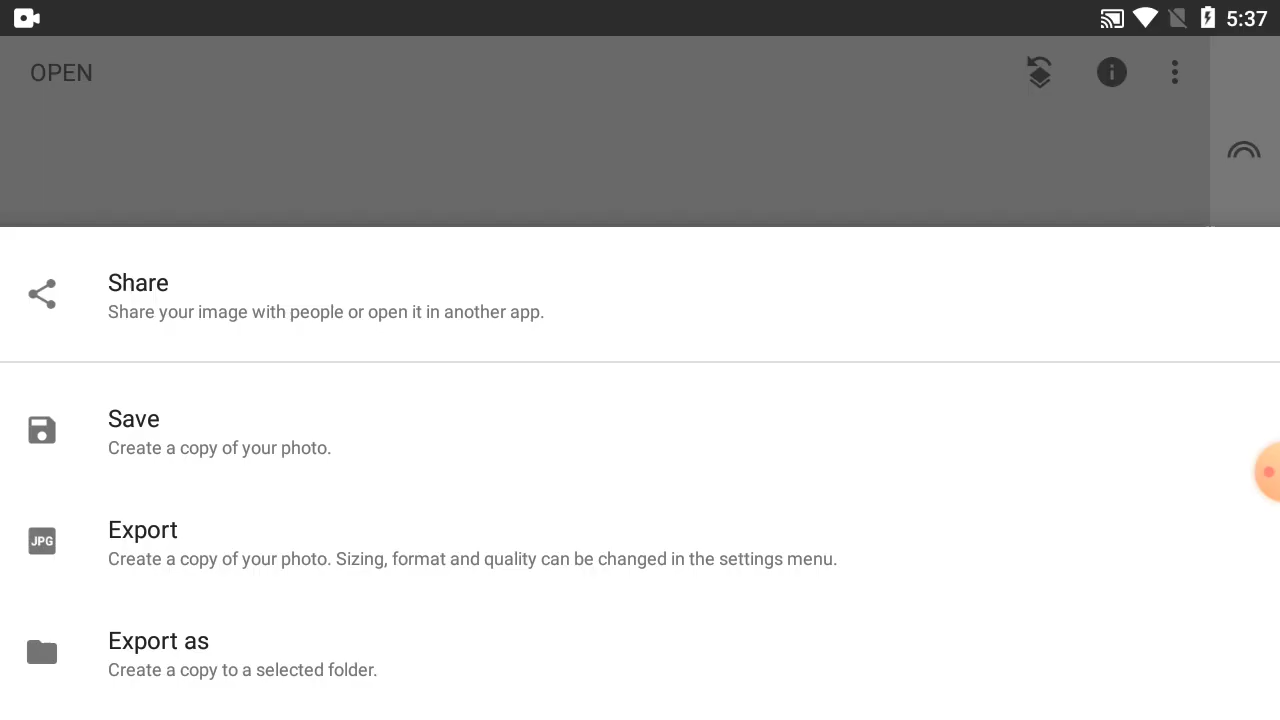 5:37
OPEN
Share
Share your image with people or open it in another app.
Save
Create a copy of your photo.
JPG
Export
Create a copy of your photo. Sizing, format and quality can be changed in the settings menu.
Export as
Create a copy to a selected folder.